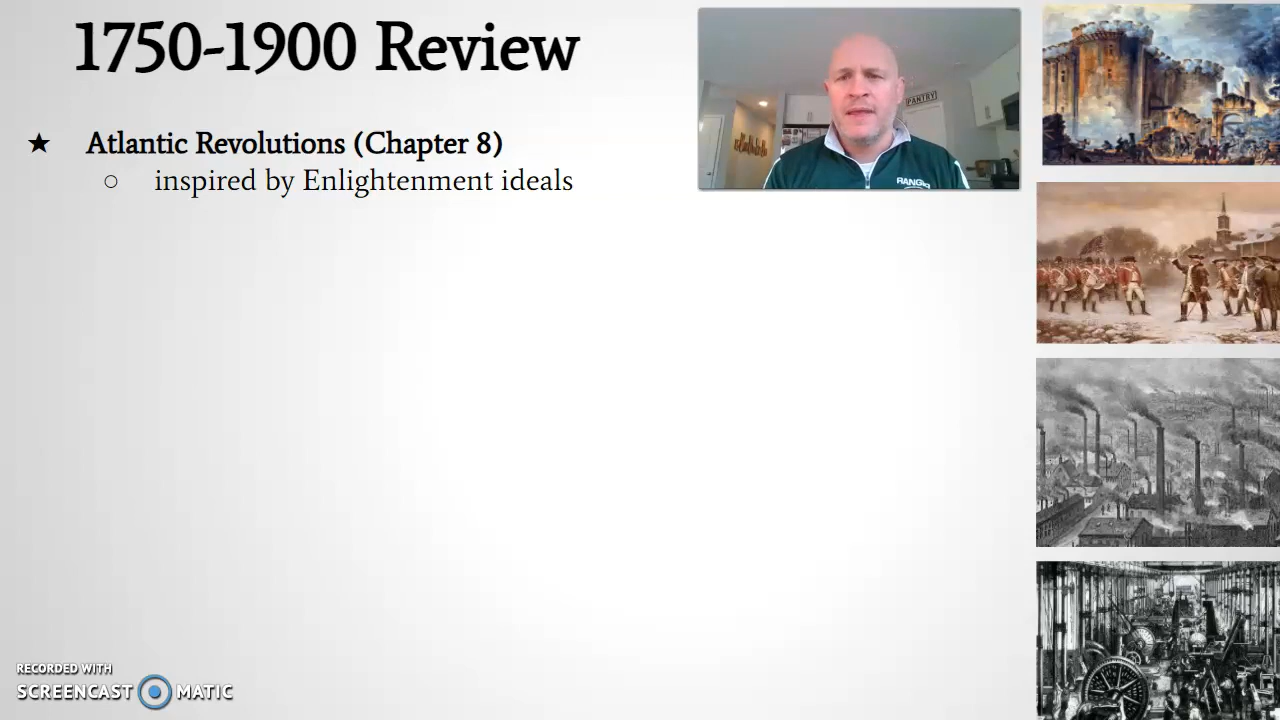 1750-1900 Review
★ Atlantic Revolutions (Chapter 8)
○ inspired by Enlightenment ideals
PANTRY
RECORDED WITH
SCREENCAST MATIC